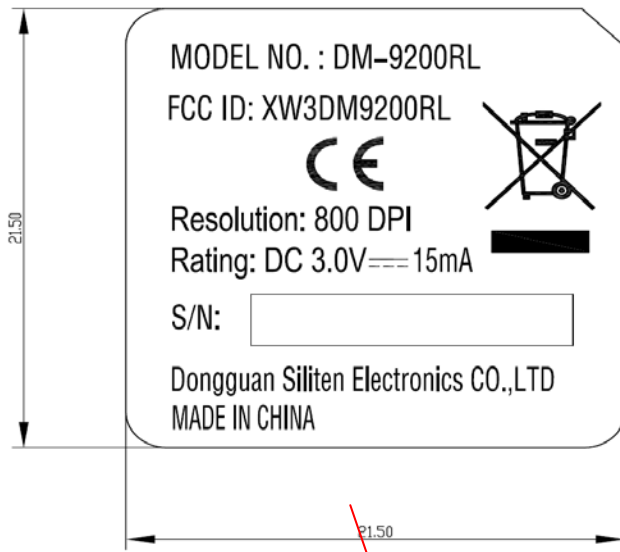 MODEL NO. : DM-9200RL
FCC ID: XW3DM9200RL
CE
Resolution: 800 DPI
Rating: DC 3.0V⎓15mA
S/N:
Dongguan Siliten Electronics CO.,LTD
MADE IN CHINA
21.50
21.50